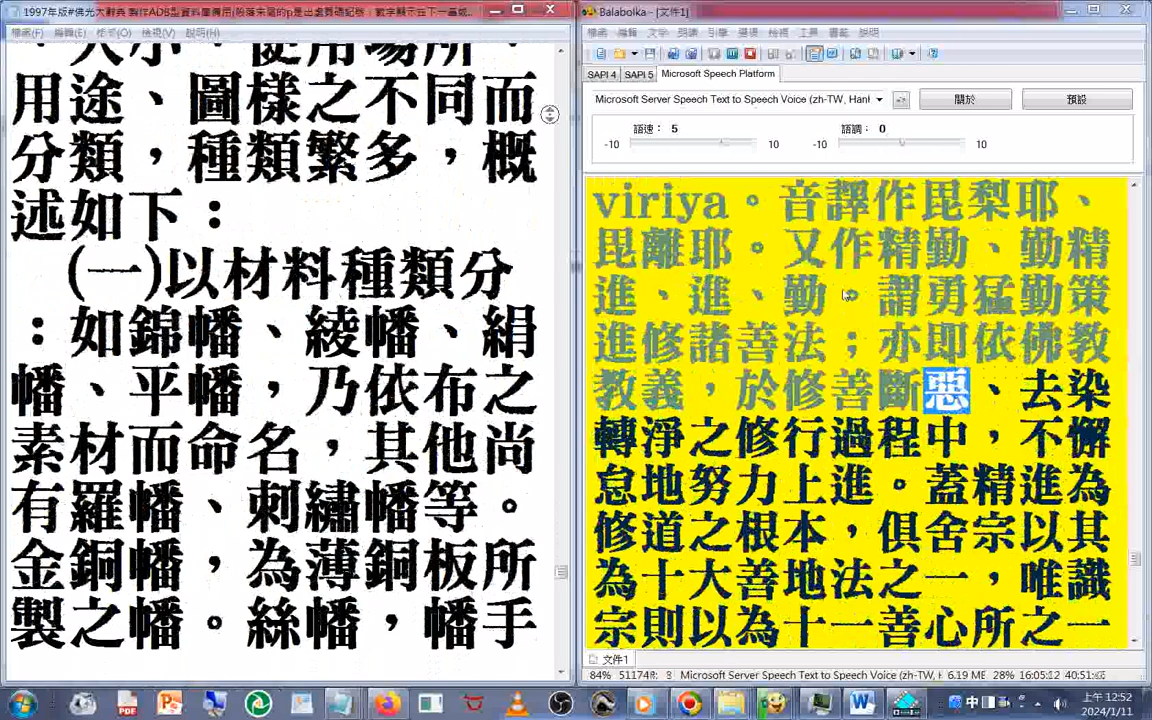 1997年版#佛光大辭典
檔案(F) 編輯(E) 格式(O) 檢視(V) 說明(H)
、大小、使用場所、
用途、圖樣之不同而
分類，種類繁多，概
述如下：
(一)以材料種類分
：如錦幡、綾幡、絹
幡、平幡，乃依布之
素材而命名，其他尚
有羅幡、刺繡幡等。
金銅幡，為薄銅板所
製之幡。絲幡，幡手
Balabolka - [文件1]
SAPI 4 SAPI 5 Microsoft Speech Platform
Microsoft Server Speech Text to Speech Voice (zh-TW, Han
關於 預設
語速： 5 語調： 0
-10 10 -10 10
viriya。音譯作毘梨耶、
毘離耶。又作精勤、勤精
進、進、勤。謂勇猛勤策
進修諸善法；亦即依佛教
教義，於修善斷惡、去染
轉淨之修行過程中，不懈
怠地努力上進。蓋精進為
修道之根本，俱舍宗以其
為十大善地法之一，唯識
宗則以為十一善心所之一
文件1
84% Microsoft Server Speech Text to Speech Voice (zh-TW, 6.19 ME 28% 16:05:12 40:51:
上午 12:52
2024/1/11